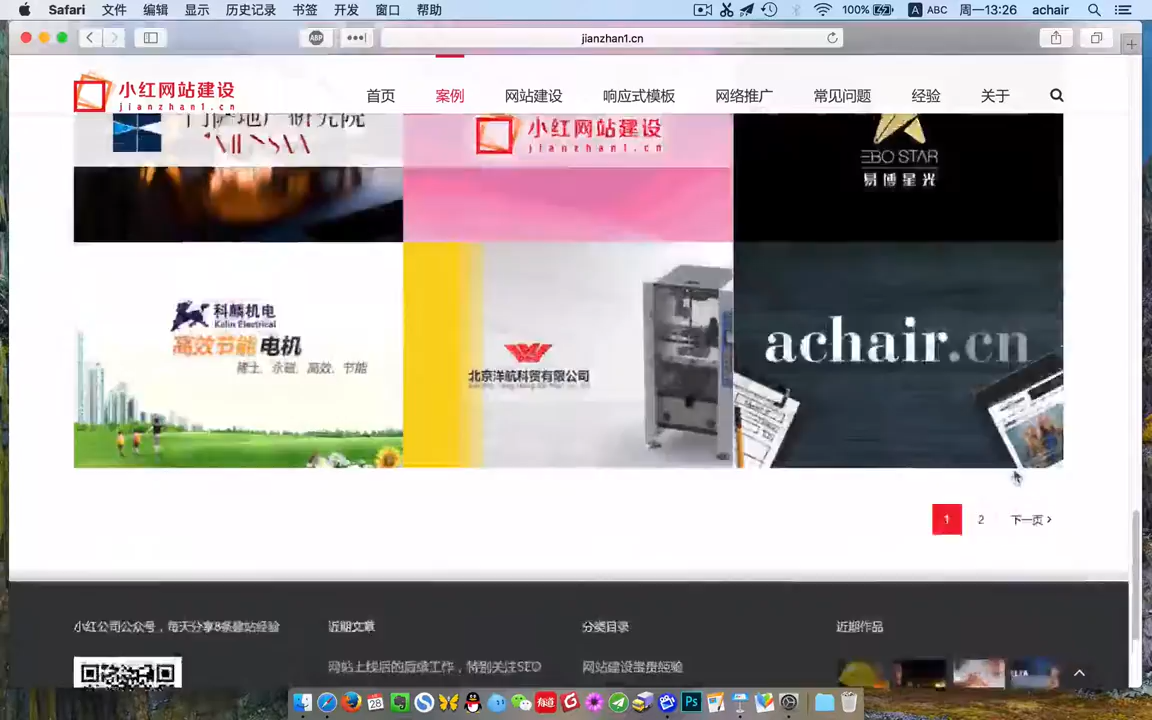 Safari 文件 编辑 显示 历史记录 书签 开发 窗口 帮助 100% A ABC 周一13:26 achair
ABP jianzhan1.cn
小红网站建设
jianzhan1.cn
首页 案例 网站建设 响应式模板 网络推广 常见问题 经验 关于
小红网站建设
jianzhan1.cn
EBO STAR
易博星光
科麟机电
Kelin Electrical
高效节能 电机
稀土、永磁、高效、节能
北京洋航科贸有限公司
achair.cn
1 2 下一页
小红公司公众号，每天分享8条建站经验 近期文章 分类目录 近期作品
网站上线后的后续工作，特别关注SEO 网站建设宝贵经验
28 有道 Ps